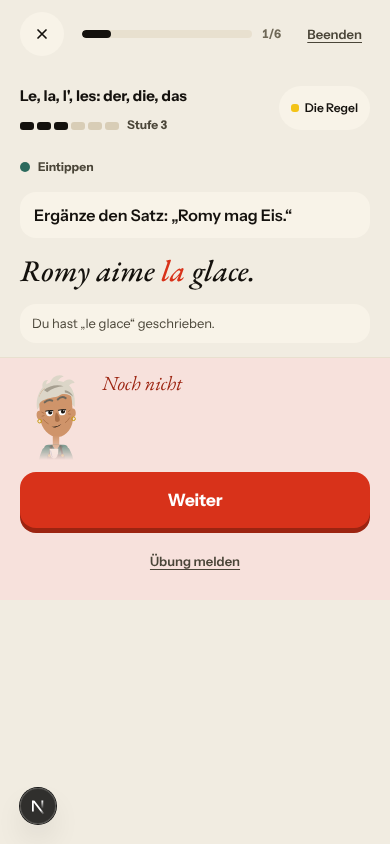 ✕ 1/6 Beenden
Le, la, l', les: der, die, das
Stufe 3
Die Regel
Eintippen
Ergänze den Satz: „Romy mag Eis.“
Romy aime la glace.
Du hast „le glace“ geschrieben.
Noch nicht
Weiter
Übung melden
N